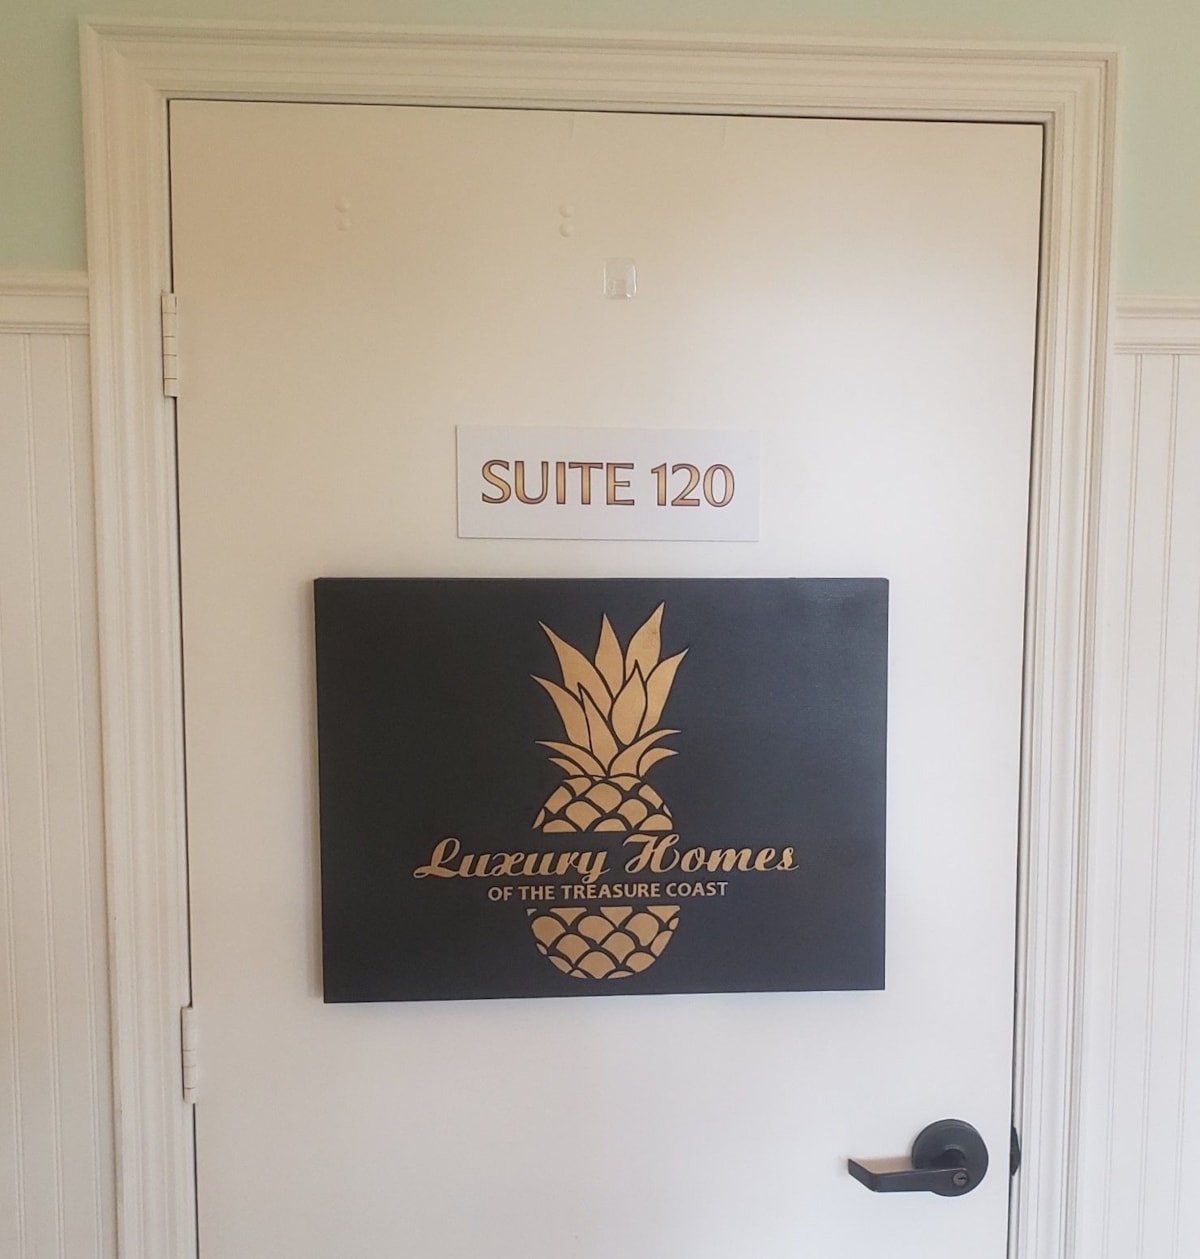 SUITE 120
Luxury Homes
OF THE TREASURE COAST